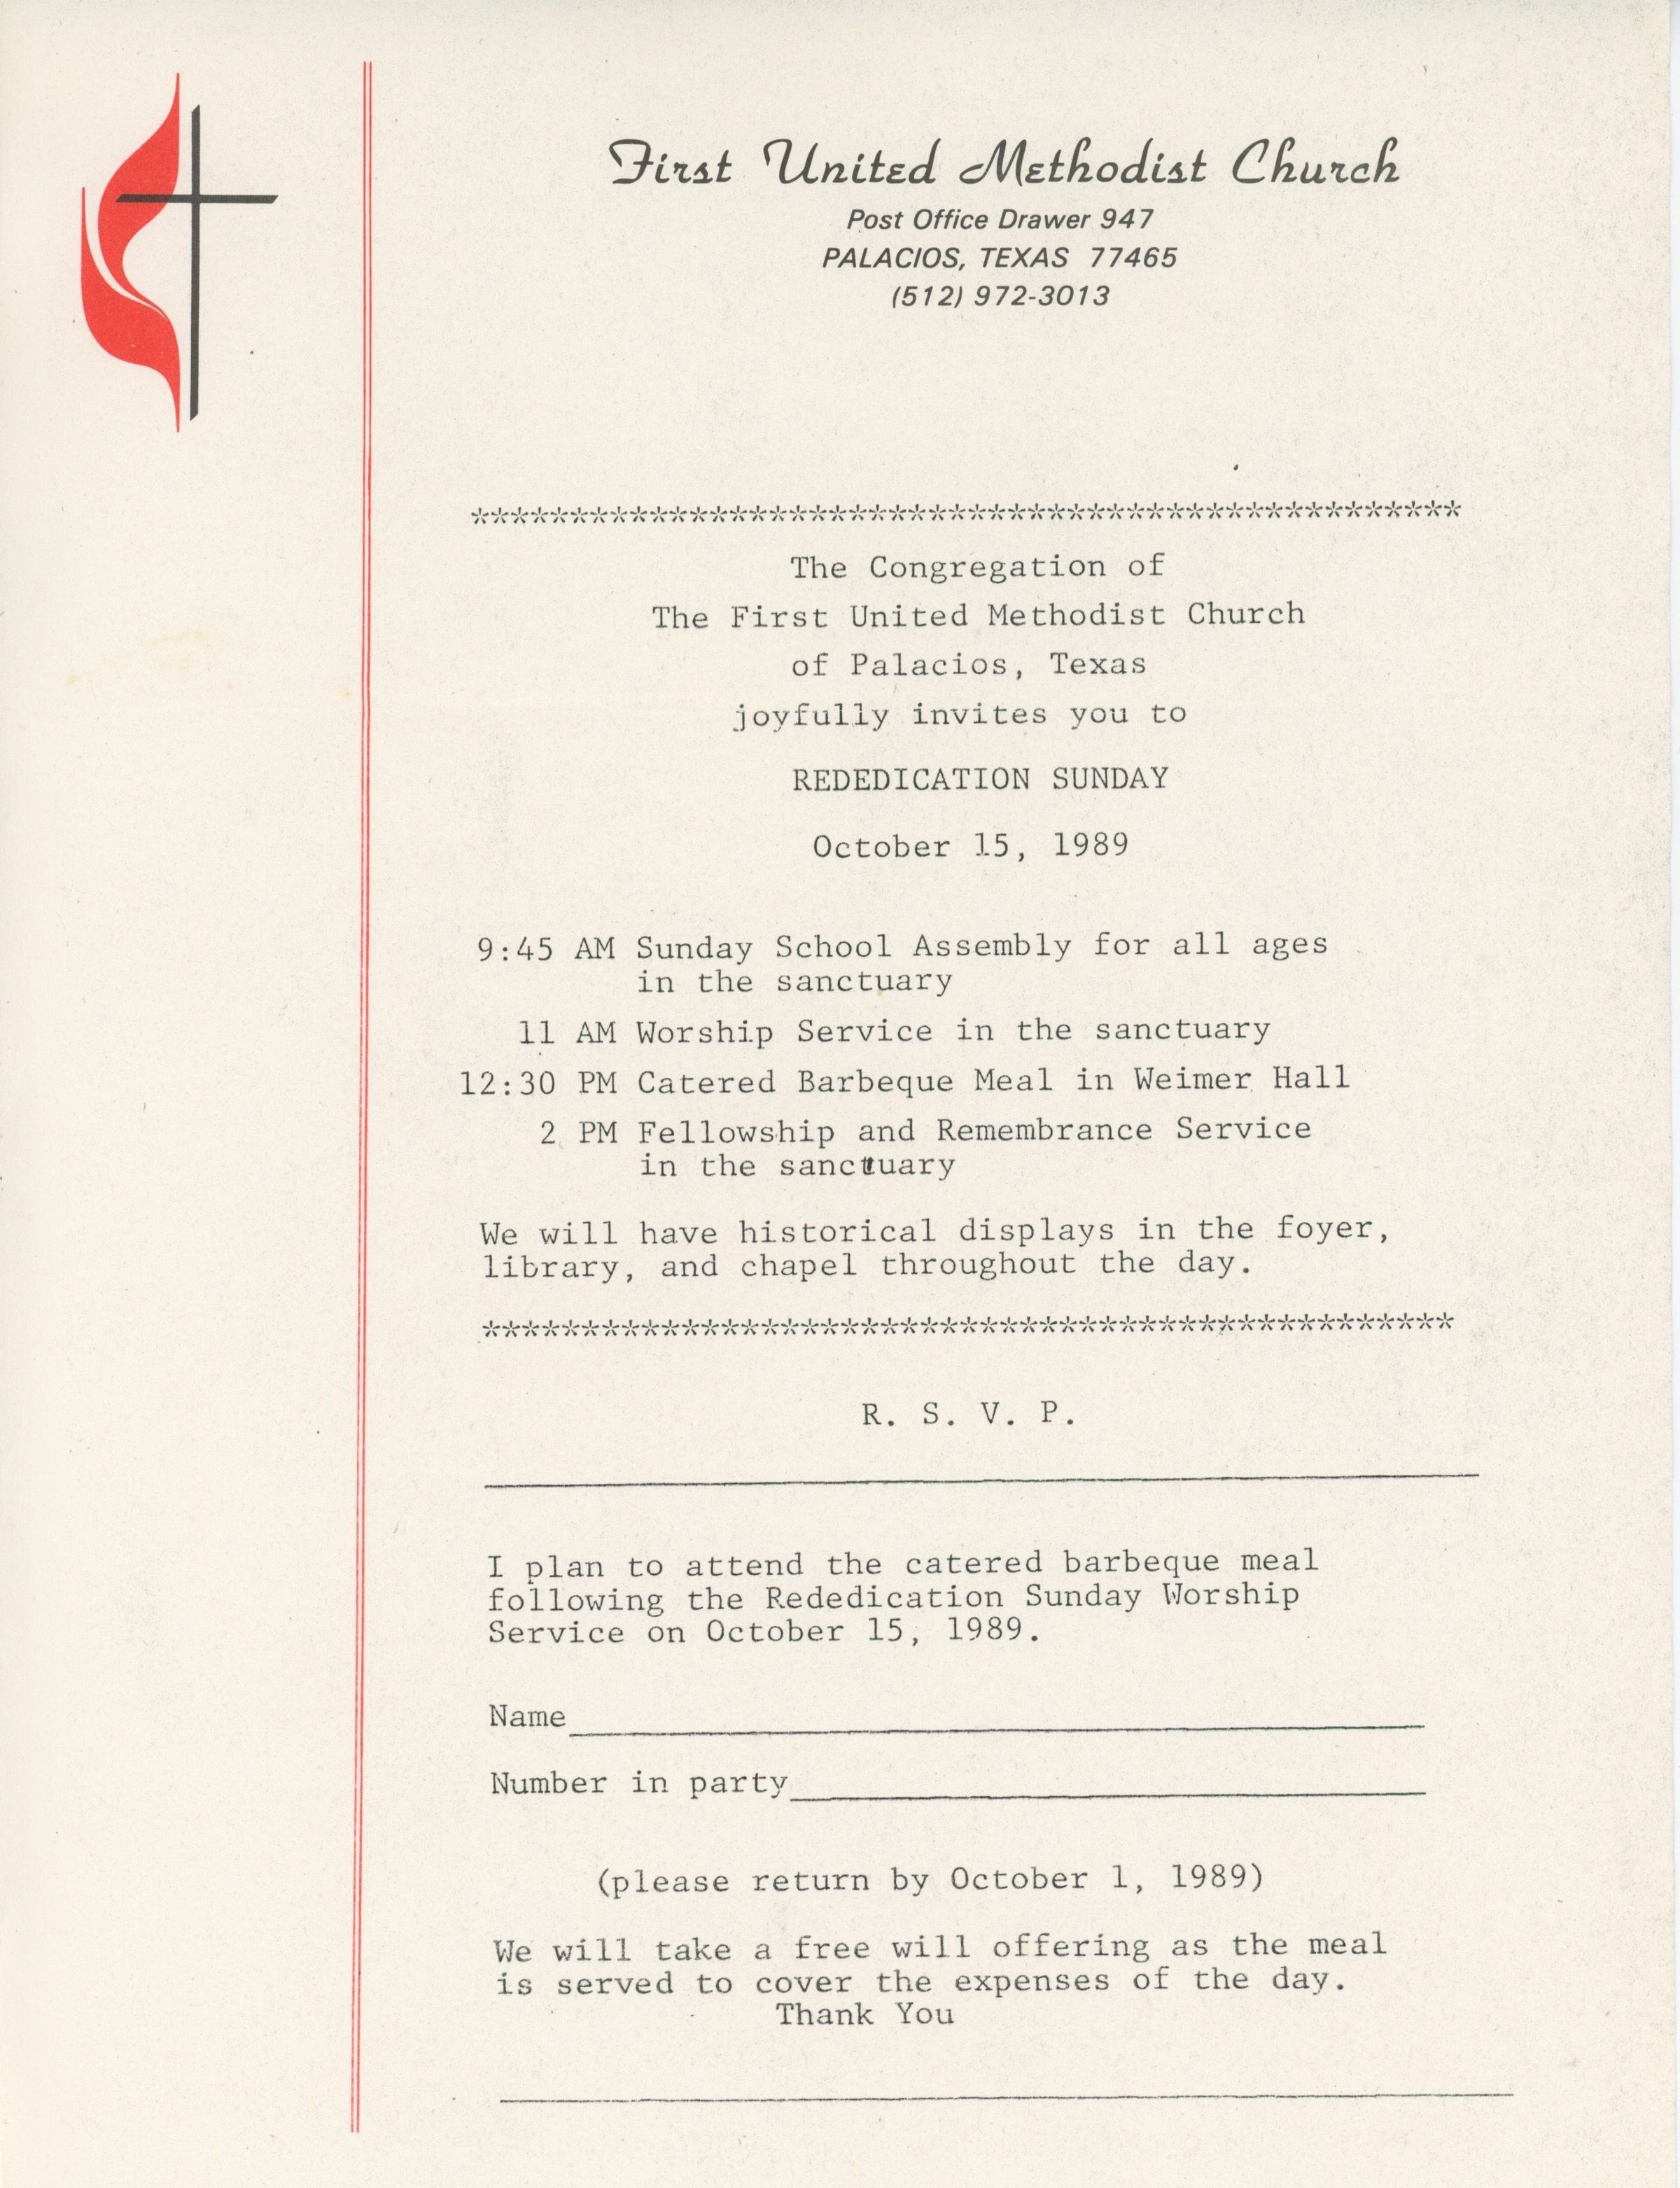 First United Methodist Church
Post Office Drawer 947
PALACIOS, TEXAS 77465
(512) 972-3013
**************************************************
The Congregation of
The First United Methodist Church
of Palacios, Texas
joyfully invites you to
REDEDICATION SUNDAY
October 15, 1989
9:45 AM Sunday School Assembly for all ages
in the sanctuary
11 AM Worship Service in the sanctuary
12:30 PM Catered Barbeque Meal in Weimer Hall
2 PM Fellowship and Remembrance Service
in the sanctuary
We will have historical displays in the foyer,
library, and chapel throughout the day.
*************************************************
R. S. V. P.
I plan to attend the catered barbeque meal
following the Rededication Sunday Worship
Service on October 15, 1989.
Name
Number in party
(please return by October 1, 1989)
We will take a free will offering as the meal
is served to cover the expenses of the day.
Thank You